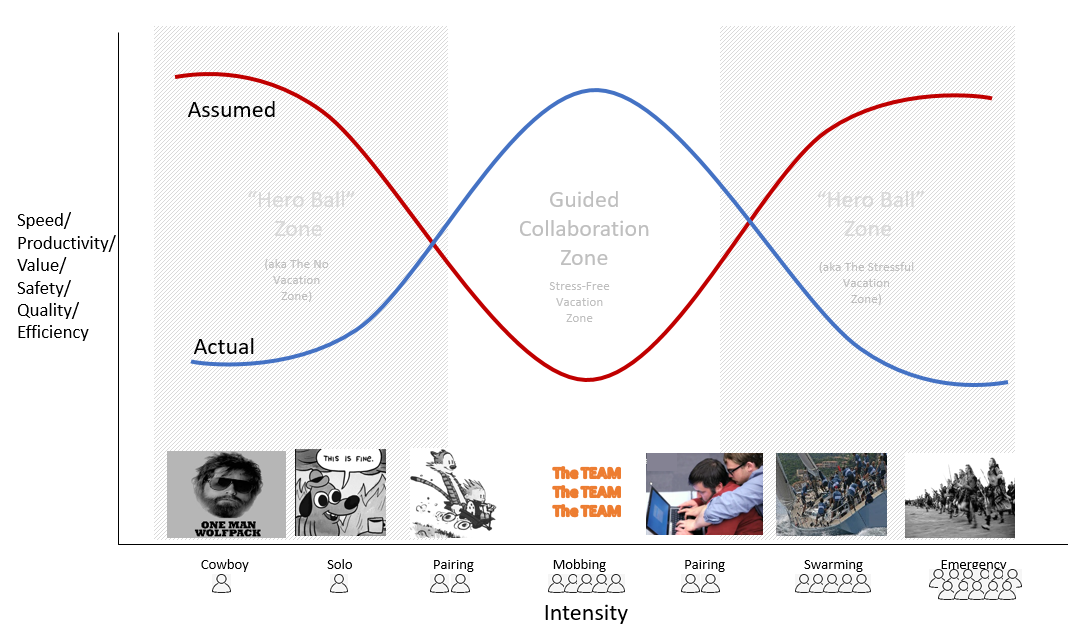 Assumed
"Hero Ball"
Zone
(aka The No
Vacation
Zone)
Guided
Collaboration
Zone
Stress-Free
Vacation
Zone
"Hero Ball"
Zone
(aka The Stressful
Vacation
Zone)
Speed/
Productivity/
Value/
Safety/
Quality/
Efficiency
Actual
ONE MAN
WOLFPACK
THIS IS FINE.
The TEAM
The TEAM
The TEAM
Cowboy
Solo
Pairing
Mobbing
Pairing
Swarming
Emergency
Intensity